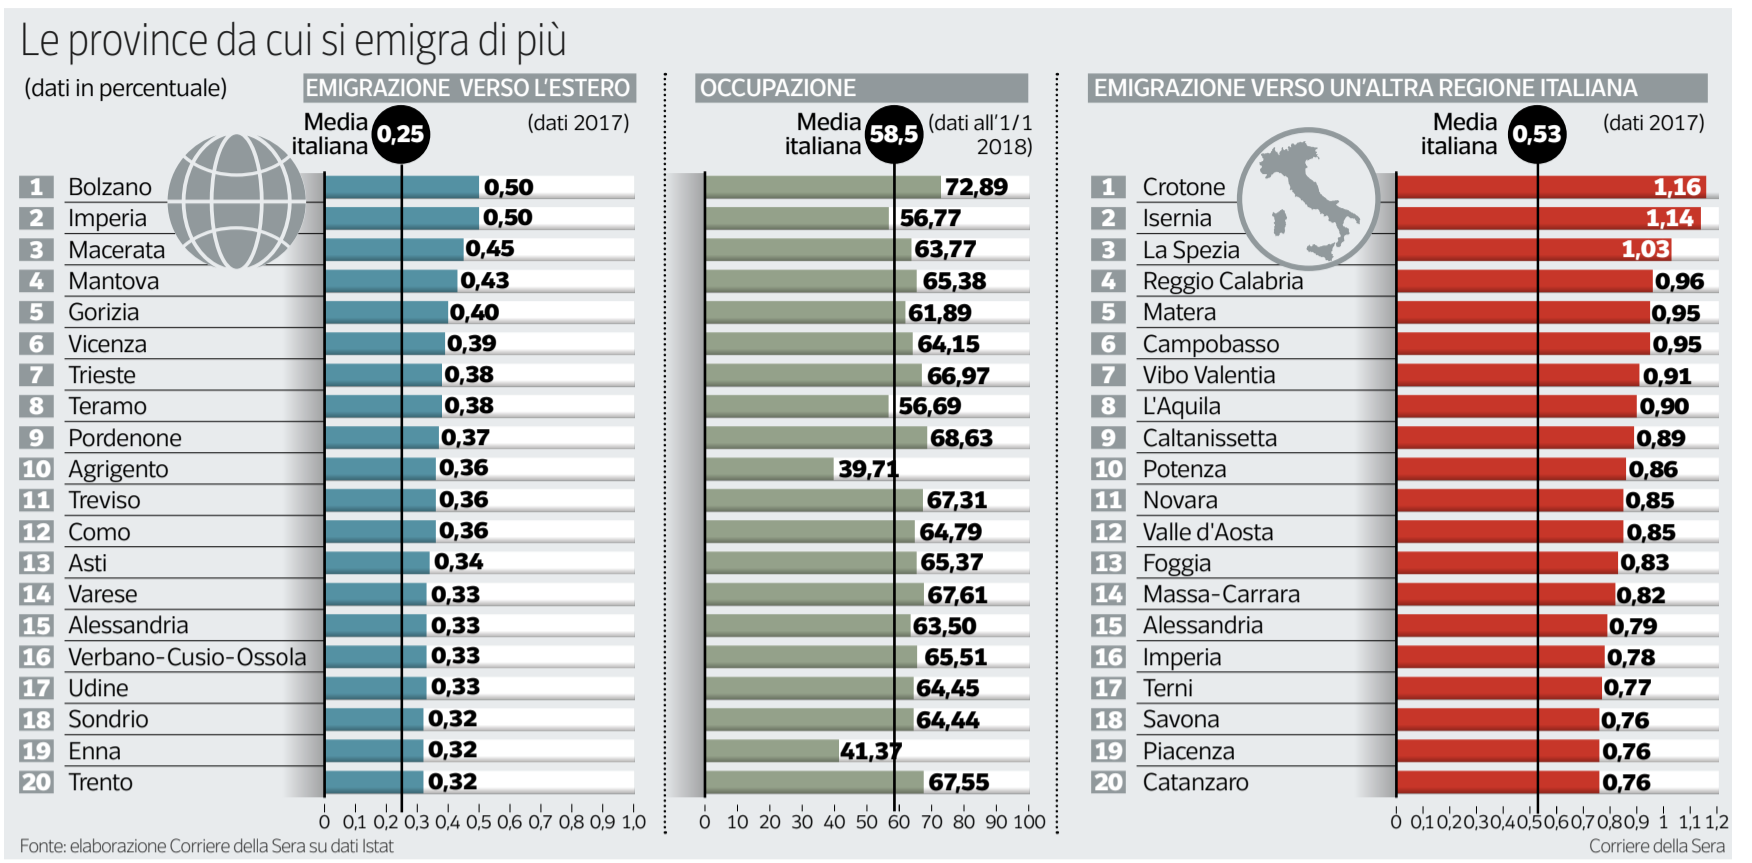 Le province da cui si emigra di più
(dati in percentuale)
EMIGRAZIONE VERSO L'ESTERO
Media
italiana
0,25
(dati 2017)
OCCUPAZIONE
Media
italiana
58,5
(dati all'1/1
2018)
1 Bolzano 0,50 72,89
2 Imperia 0,50 56,77
3 Macerata 0,45 63,77
4 Mantova 0,43 65,38
5 Gorizia 0,40 61,89
6 Vicenza 0,39 64,15
7 Trieste 0,38 66,97
8 Teramo 0,38 56,69
9 Pordenone 0,37 68,63
10 Agrigento 0,36 39,71
11 Treviso 0,36 67,31
12 Como 0,36 64,79
13 Asti 0,34 65,37
14 Varese 0,33 67,61
15 Alessandria 0,33 63,50
16 Verbano-Cusio-Ossola 0,33 65,51
17 Udine 0,33 64,45
18 Sondrio 0,32 64,44
19 Enna 0,32 41,37
20 Trento 0,32 67,55
0 0,1 0,2 0,3 0,4 0,5 0,6 0,7 0,8 0,9 1,0
0 10 20 30 40 50 60 70 80 90 100
EMIGRAZIONE VERSO UN'ALTRA REGIONE ITALIANA
Media
italiana
0,53
(dati 2017)
1 Crotone 1,16
2 Isernia 1,14
3 La Spezia 1,03
4 Reggio Calabria 0,96
5 Matera 0,95
6 Campobasso 0,95
7 Vibo Valentia 0,91
8 L'Aquila 0,90
9 Caltanissetta 0,89
10 Potenza 0,86
11 Novara 0,85
12 Valle d'Aosta 0,85
13 Foggia 0,83
14 Massa-Carrara 0,82
15 Alessandria 0,79
16 Imperia 0,78
17 Terni 0,77
18 Savona 0,76
19 Piacenza 0,76
20 Catanzaro 0,76
0 0,1 0,2 0,3 0,4 0,5 0,6 0,7 0,8 0,9 1 1,1 1,2
Fonte: elaborazione Corriere della Sera su dati Istat
Corriere della Sera